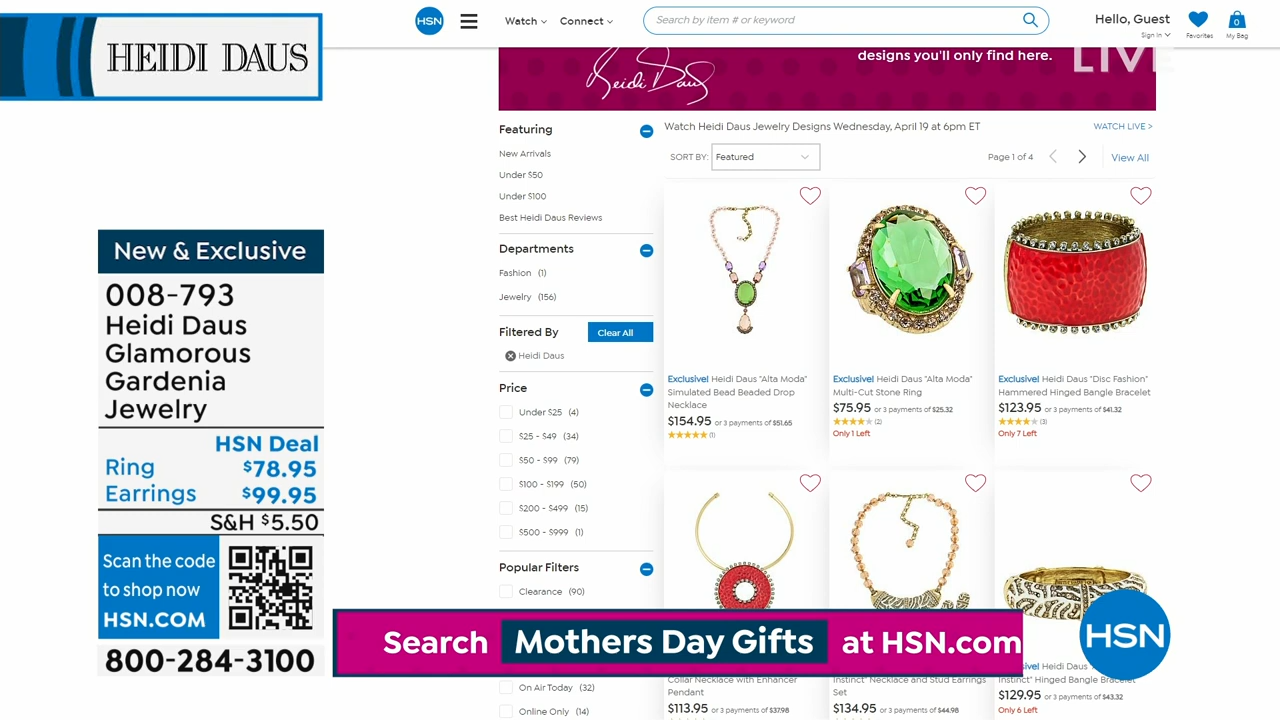 HEIDI DAUS
HSN
Watch
Connect
Search by item # or keyword
Hello, Guest
Sign in
Favorites
0
My Bag
LIVE
Heidi Daus
designs you'll only find here.
New & Exclusive
008-793
Heidi Daus
Glamorous
Gardenia
Jewelry
HSN Deal
Ring $78.95
Earrings $99.95
S&H $5.50
Scan the code
to shop now
HSN.COM
800-284-3100
Featuring
New Arrivals
Under $50
Under $100
Best Heidi Daus Reviews
Departments
Fashion (1)
Jewelry (156)
Filtered By
Clear All
Heidi Daus
Price
Under $25 (4)
$25 - $49 (34)
$50 - $99 (79)
$100 - $199 (50)
$200 - $499 (15)
$500 - $999 (1)
Popular Filters
Clearance (90)
On Air Today (32)
Online Only (14)
Watch Heidi Daus Jewelry Designs Wednesday, April 19 at 6pm ET
WATCH LIVE >
SORT BY: Featured
Page 1 of 4
View All
Exclusive! Heidi Daus "Alta Moda"
Simulated Bead Beaded Drop
Necklace
$154.95 or 3 payments of $51.65
(1)
Exclusive! Heidi Daus "Alta Moda"
Multi-Cut Stone Ring
$75.95 or 3 payments of $25.32
(2)
Only 1 Left
Exclusive! Heidi Daus "Disc Fashion"
Hammered Hinged Bangle Bracelet
$123.95 or 3 payments of $41.32
(3)
Only 7 Left
Collar Necklace with Enhancer
Pendant
$113.95 or 3 payments of $37.98
Instinct" Necklace and Stud Earrings
Set
$134.95 or 3 payments of $44.98
Heidi Daus
Instinct" Hinged Bangle Bracelet
$129.95 or 3 payments of $43.32
Only 6 Left
Search Mothers Day Gifts at HSN.com
HSN